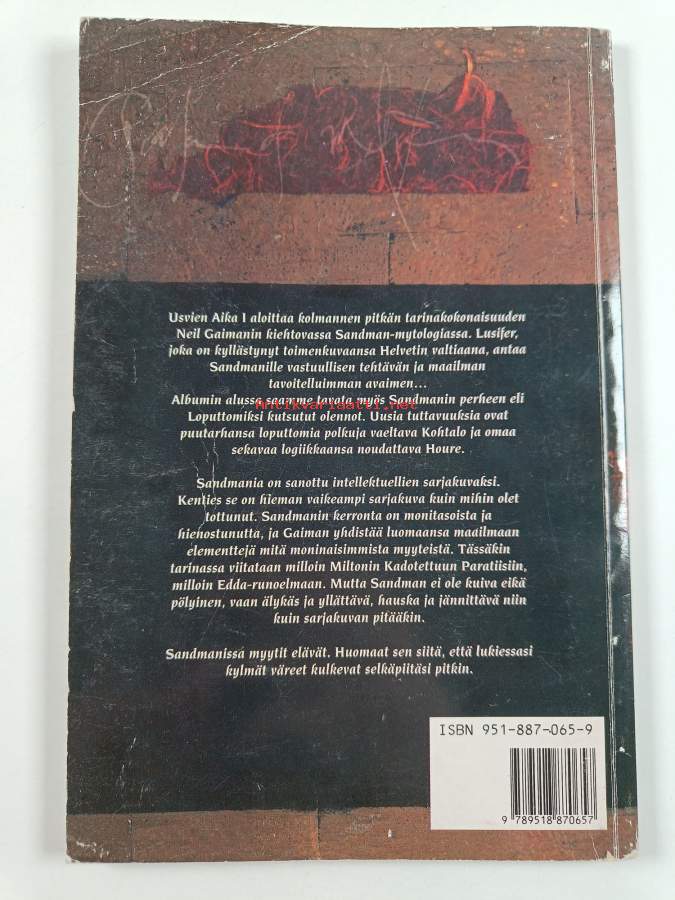 Usvien Aika I aloittaa kolmannen pitkän tarinakokonaisuuden
Neil Gaimanin kiehtovassa Sandman-mytologiassa. Lusifer,
joka on kyllästynyt toimenkuvaansa Helvetin valtiaana, antaa
Sandmanille vastuullisen tehtävän ja maailman
tavoitelluimman avaimen...
Albumin alussa saamme tavata myös Sandmanin perheen eli
Antikvariaatti.net
Loputtomiksi kutsutut olennot. Uusia tuttavuuksia ovat
puutarhansa loputtomia polkuja vaeltava Kohtalo ja omaa
sekavaa logiikkaansa noudattava Houre.
Sandmania on sanottu intellektuellien sarjakuvaksi.
Kenties se on hieman vaikeampi sarjakuva kuin mihin olet
tottunut. Sandmanin kerronta on monitasoista ja
hienostunutta, ja Gaiman yhdistää luomaansa maailmaan
elementtejä mitä moninaisimmista myyteistä. Tässäkin
tarinassa viitataan milloin Miltonin Kadotettuun Paratiisiin,
milloin Edda-runoelmaan. Mutta Sandman ei ole kuiva eikä
pölyinen, vaan älykäs ja yllättävä, hauska ja jännittävä niin
kuin sarjakuvan pitääkin.
Sandmanissa myytit elävät. Huomaat sen siitä, että lukiessasi
kylmät väreet kulkevat selkäpiitäsi pitkin.
ISBN 951-887-065-9
9 789518 870657